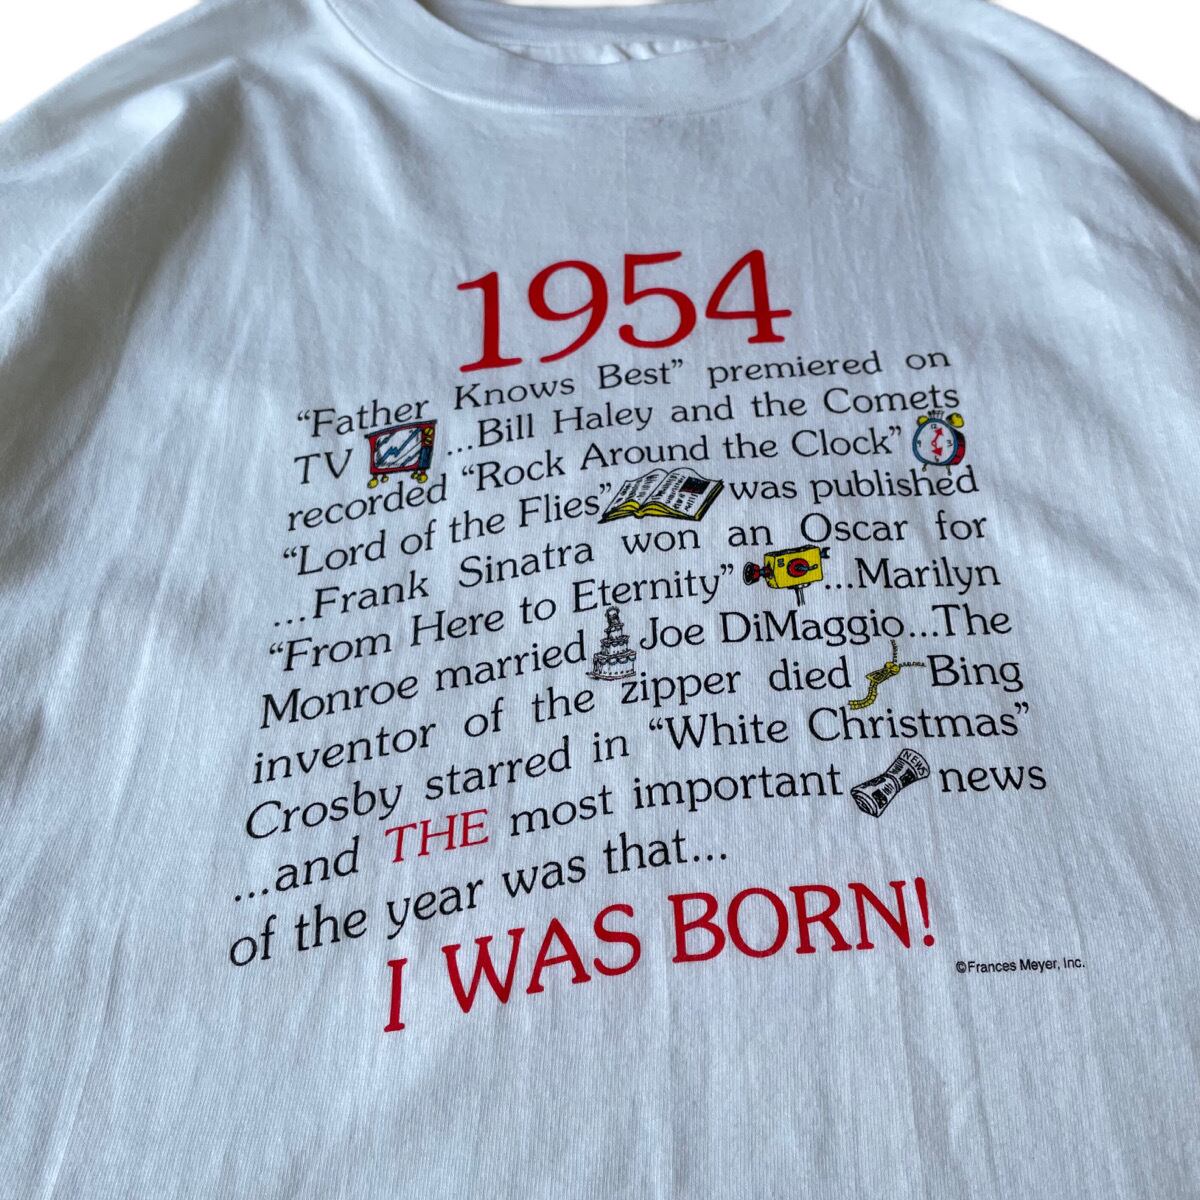 1954
“Father Knows Best” premiered on
TV ...Bill Haley and the Comets
recorded “Rock Around the Clock”
“Lord of the Flies” was published
...Frank Sinatra won an Oscar for
“From Here to Eternity” ...Marilyn
Monroe married Joe DiMaggio...The
inventor of the zipper died Bing
Crosby starred in “White Christmas”
...and THE most important NEWS news
of the year was that...
I WAS BORN!
©Frances Meyer, Inc.